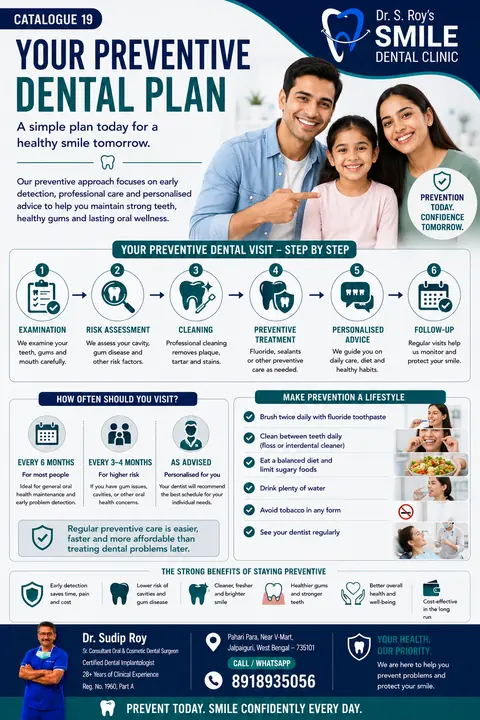 CATALOGUE 19
Dr. S. Roy's
SMILE
DENTAL CLINIC
YOUR PREVENTIVE
DENTAL PLAN
A simple plan today for a
healthy smile tomorrow.
Our preventive approach focuses on early
detection, professional care and personalised
advice to help you maintain strong teeth,
healthy gums and lasting oral wellness.
PREVENTION
TODAY.
CONFIDENCE
TOMORROW.
YOUR PREVENTIVE DENTAL VISIT – STEP BY STEP
1
EXAMINATION
We examine your
teeth, gums and
mouth carefully.
2
RISK ASSESSMENT
We assess your cavity,
gum disease and
other risk factors.
3
CLEANING
Professional cleaning
removes plaque,
tartar and stains.
4
PREVENTIVE
TREATMENT
Fluoride, sealants
or other preventive
care as needed.
5
PERSONALISED
ADVICE
We guide you on
daily care, diet and
healthy habits.
6
FOLLOW-UP
Regular visits help
us monitor and
protect your smile.
HOW OFTEN SHOULD YOU VISIT?
EVERY 6 MONTHS
For most people
Ideal for general oral
health maintenance and
early problem detection.
EVERY 3–4 MONTHS
For higher risk
If you have gum issues,
cavities, or other oral
health concerns.
AS ADVISED
Personalised for you
Your dentist will recommend
the best schedule for your
individual needs.
Regular preventive care is easier,
faster and more affordable than
treating dental problems later.
MAKE PREVENTION A LIFESTYLE
Brush twice daily with fluoride toothpaste
Clean between teeth daily
(floss or interdental cleaner)
Eat a balanced diet and
limit sugary foods
Drink plenty of water
Avoid tobacco in any form
See your dentist regularly
THE STRONG BENEFITS OF STAYING PREVENTIVE
Early detection
saves time, pain
and cost
Lower risk of
cavities and
gum disease
Cleaner, fresher
and brighter
smile
Healthier gums
and stronger
teeth
Better overall
health and
well-being
Cost-effective
in the long
run
Dr. Sudip Roy
Sr. Consultant Oral & Cosmetic Dental Surgeon
Certified Dental Implantologist
28+ Years of Clinical Experience
Reg. No. 1960, Part A
Pahari Para, Near V-Mart,
Jalpaiguri, West Bengal – 735101
CALL / WHATSAPP
8918935056
YOUR HEALTH.
OUR PRIORITY.
We are here to help you
prevent problems and
protect your smile.
PREVENT TODAY. SMILE CONFIDENTLY EVERY DAY.